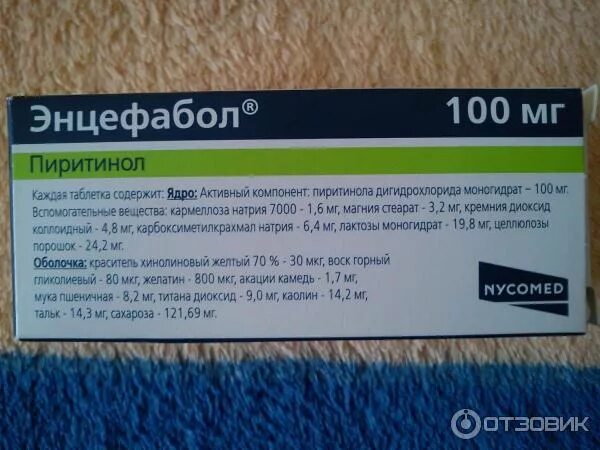 Энцефабол® 100 мг
Пиритинол
Каждая таблетка содержит: Ядро: Активный компонент: пиритинола дигидрохлорида моногидрат – 100 мг.
Вспомогательные вещества: кармеллоза натрия 7000 - 1,6 мг, магния стеарат - 3,2 мг, кремния диоксид
коллоидный - 4,8 мг, карбоксиметилкрахмал натрия - 6,4 мг, лактозы моногидрат - 19,8 мг, целлюлозы
порошок - 24,2 мг.
Оболочка: краситель хинолиновый желтый 70 % - 30 мкг, воск горный
гликолиевый - 80 мкг, желатин - 800 мкг, акации камедь - 1,7 мг,
мука пшеничная - 8,2 мг, титана диоксид - 9,0 мг, каолин - 14,2 мг,
тальк - 14,3 мг, сахароза - 121,69 мг.
NYCOMED
ОТЗОВИК